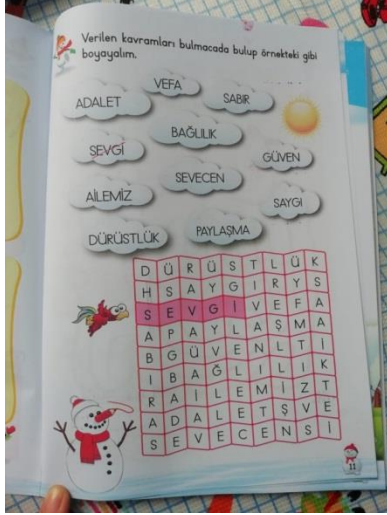 Verilen kavramları bulmacada bulup örnekteki gibi
boyayalım.
VEFA
ADALET
SABIR
BAĞLILIK
SEVGİ
GÜVEN
SEVECEN
AİLEMİZ
SAYGI
DÜRÜSTLÜK
PAYLAŞMA
D Ü R Ü S T L Ü K
H S A Y G I R Y S
S E V G İ V E F A
A P A Y L A Ş M A
B G Ü V E N L T İ
I B A Ğ L I L I K
R A İ L E M İ Z T
A D A L E T Ş V E
S E V E C E N S İ